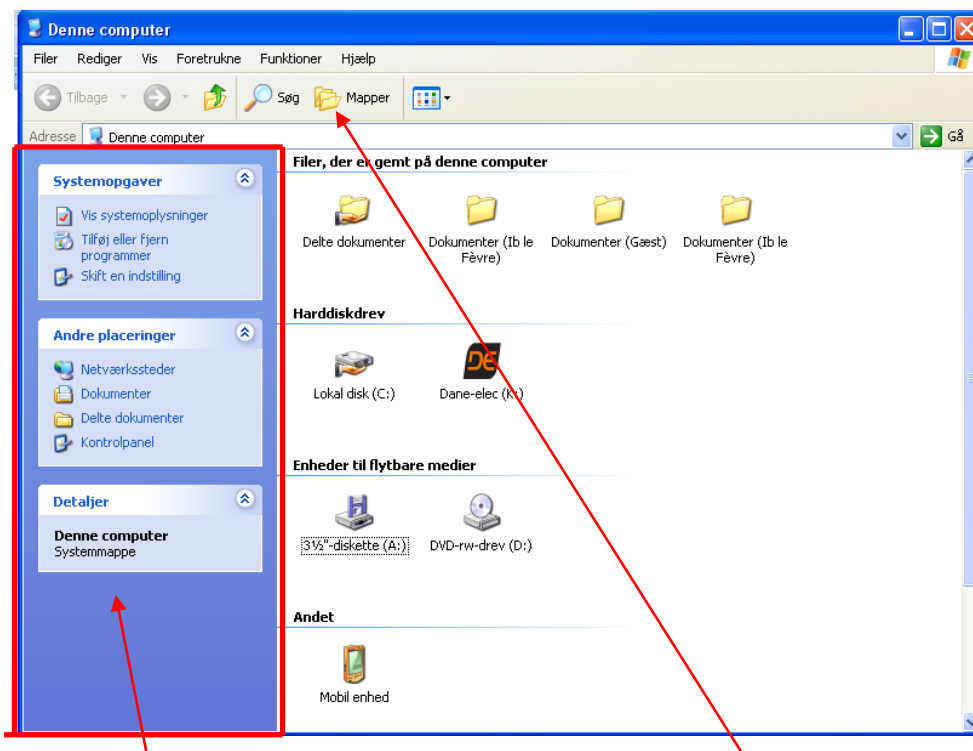 Denne computer
Filer Rediger Vis Foretrukne Funktioner Hjælp
Tilbage Søg Mapper
Adresse Denne computer Gå
Systemopgaver
Vis systemoplysninger
Tilføj eller fjern
programmer
Skift en indstilling
Andre placeringer
Netværkssteder
Dokumenter
Delte dokumenter
Kontrolpanel
Detaljer
Denne computer
Systemmappe
Filer, der er gemt på denne computer
Delte dokumenter
Dokumenter (Ib le
Fèvre)
Dokumenter (Gæst)
Dokumenter (Ib le
Fèvre)
Harddiskdrev
DE
Lokal disk (C:)
Dane-elec (K:)
Enheder til flytbare medier
3½"-diskette (A:)
DVD-rw-drev (D:)
Andet
Mobil enhed